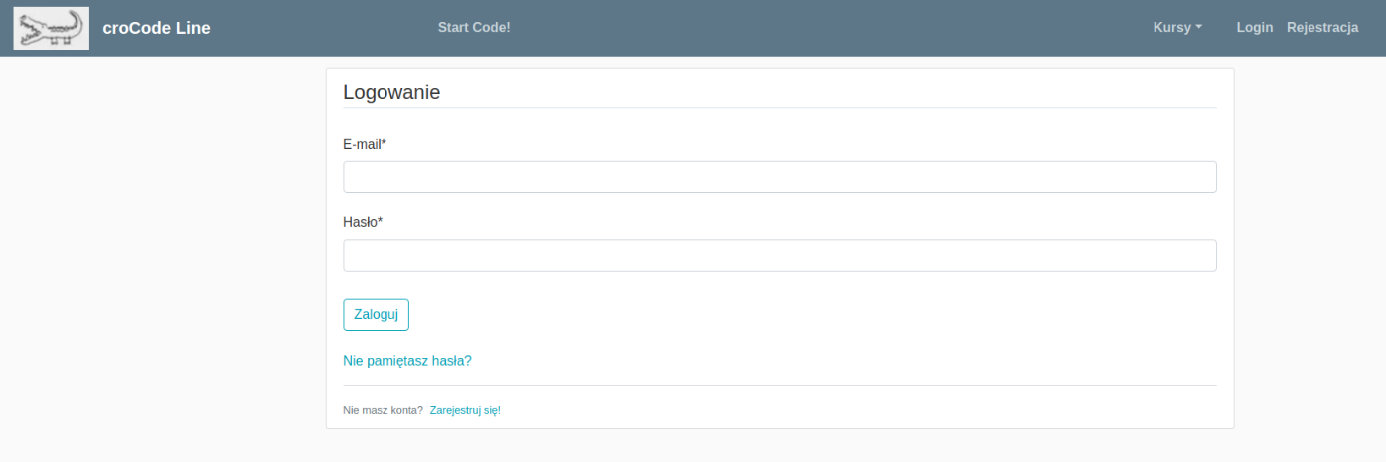 croCode Line Start Code! Kursy Login Rejestracja
Logowanie
E-mail*
Hasło*
Zaloguj
Nie pamiętasz hasła?
Nie masz konta? Zarejestruj się!